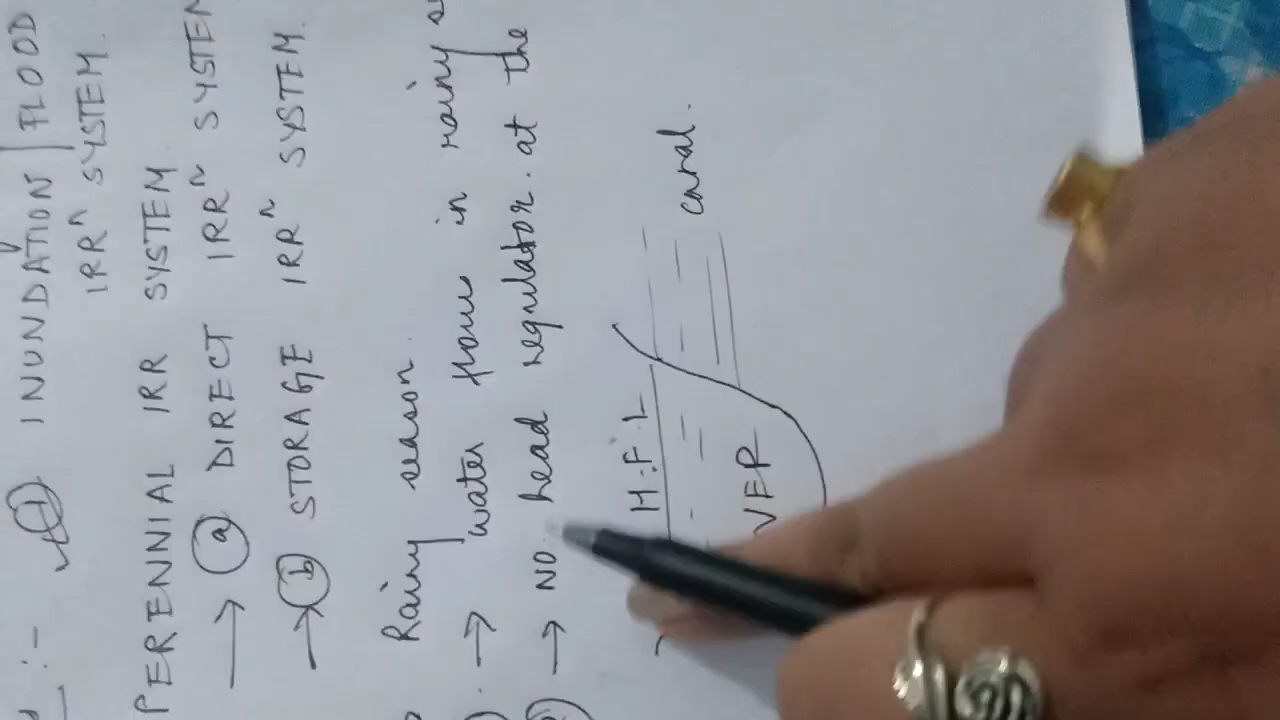 :-
① INUNDATION | FLOOD
IRRⁿ SYSTEM.
PERENNIAL IRR SYSTEM
→ ⓐ DIRECT IRRⁿ SYSTEM
→ ⓑ STORAGE IRRⁿ SYSTEM.
Rainy season.
→ water flows in rainy
→ NO head regulator. at the
H.F.L
canal.